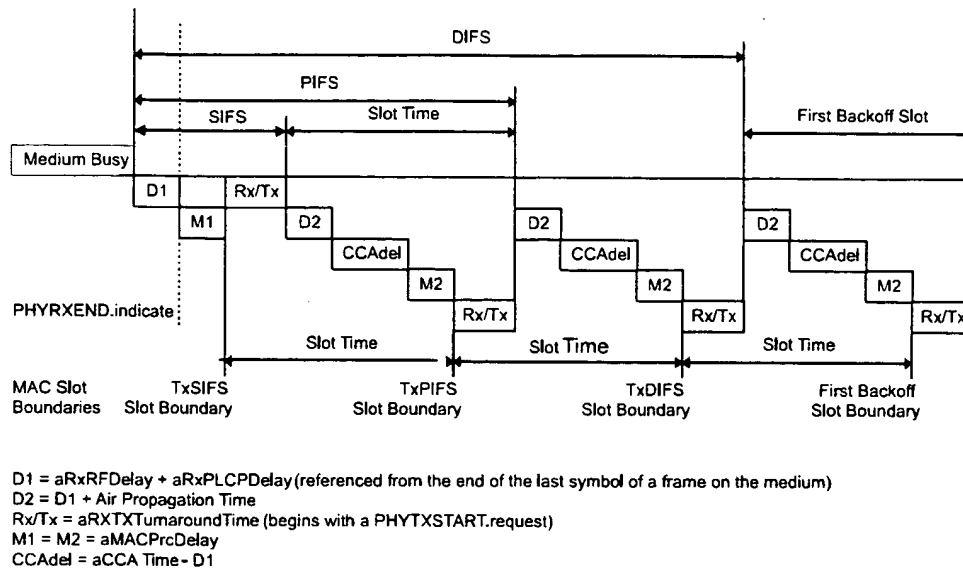 DIFS
PIFS
SIFS
Slot Time
First Backoff Slot
Medium Busy
D1
Rx/Tx
M1
D2
D2
D2
CCAdel
CCAdel
CCAdel
M2
M2
M2
PHYRXEND.indicate
Rx/Tx
Rx/Tx
Rx/Tx
Slot Time
Slot Time
Slot Time
MAC Slot
Boundaries
TxSIFS
Slot Boundary
TxPIFS
Slot Boundary
TxDIFS
Slot Boundary
First Backoff
Slot Boundary
D1 = aRxRFDelay + aRxPLCPDelay (referenced from the end of the last symbol of a frame on the medium)
D2 = D1 + Air Propagation Time
Rx/Tx = aRXTXTurnaroundTime (begins with a PHYTXSTART.request)
M1 = M2 = aMACPrcDelay
CCAdel = aCCA Time - D1